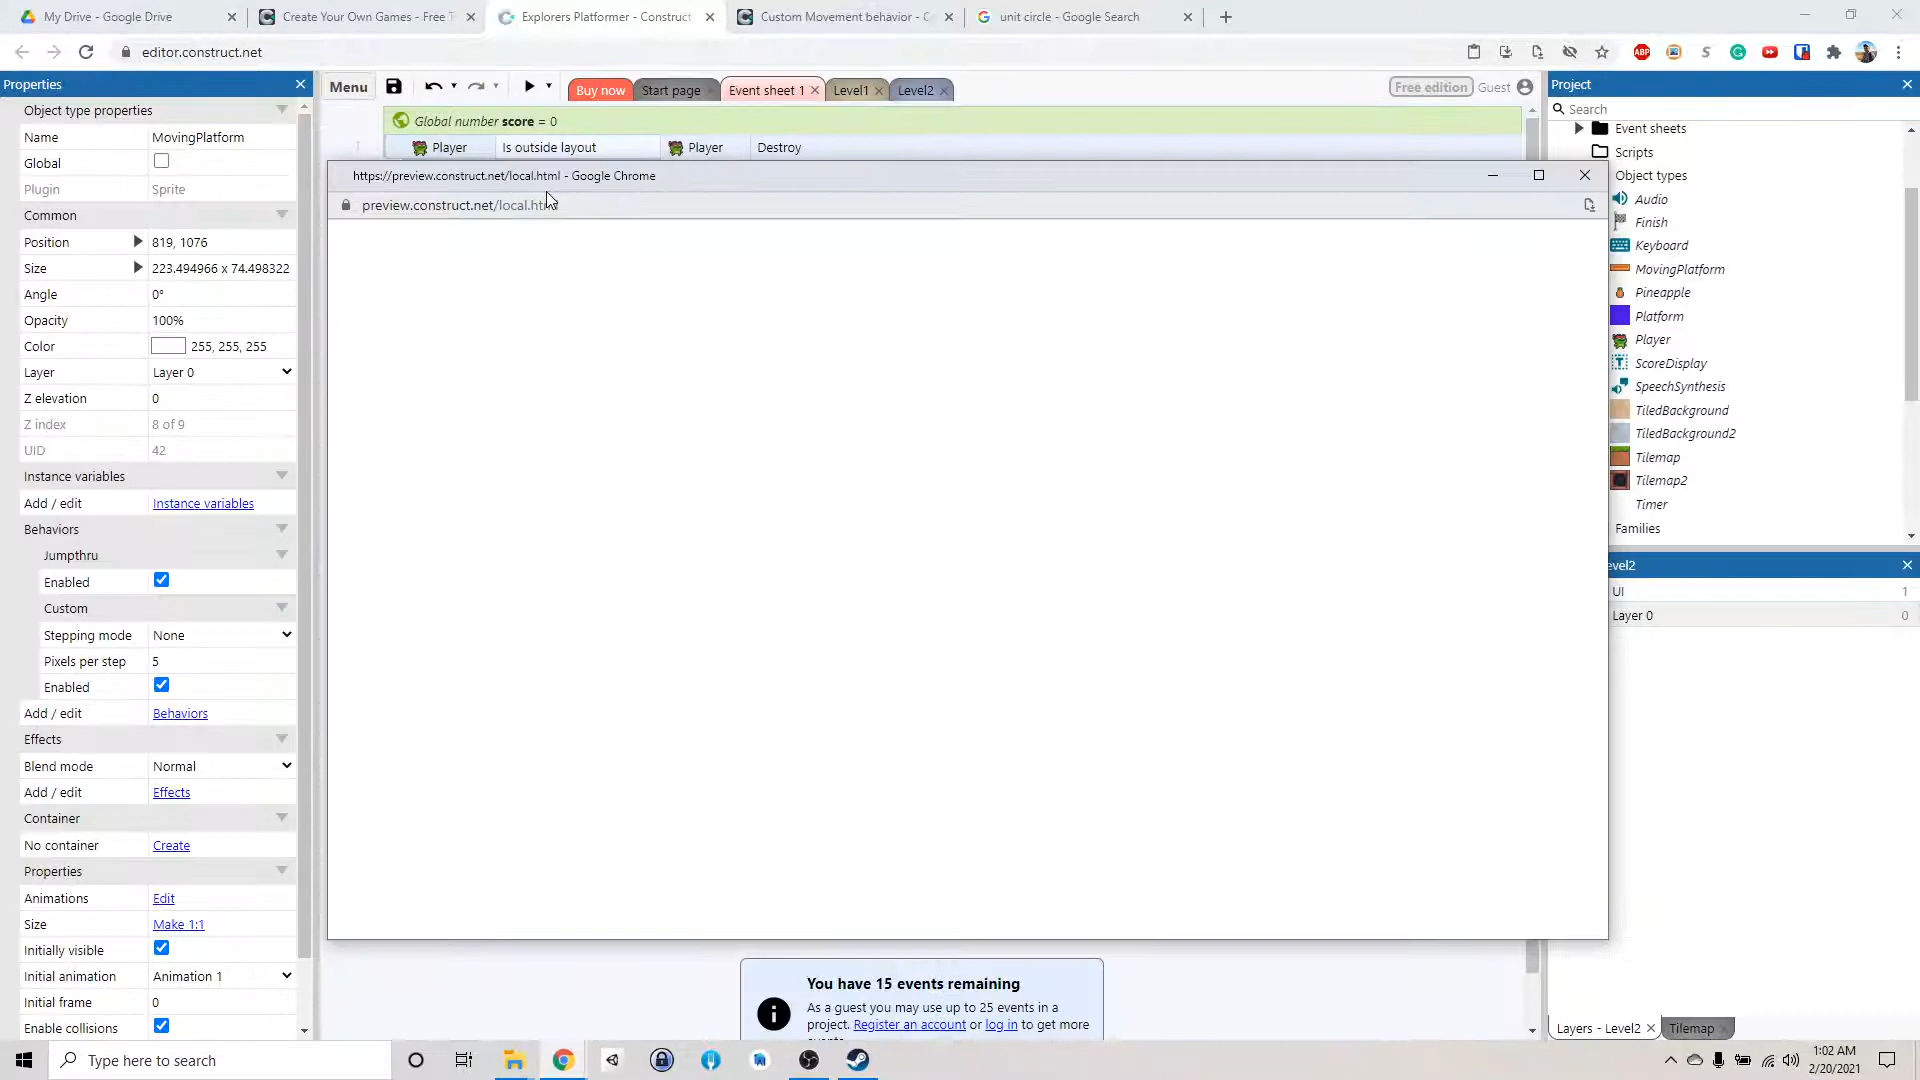 My Drive - Google Drive
Create Your Own Games - Free T
Explorers Platformer - Construct
Custom Movement behavior - C
unit circle - Google Search
editor.construct.net
ABP
Properties
Object type properties
Name MovingPlatform
Global
Plugin Sprite
Common
Position 819, 1076
Size 223.494966 x 74.498322
Angle 0°
Opacity 100%
Color 255, 255, 255
Layer Layer 0
Z elevation 0
Z index 8 of 9
UID 42
Instance variables
Add / edit Instance variables
Behaviors
Jumpthru
Enabled
Custom
Stepping mode None
Pixels per step 5
Enabled
Add / edit Behaviors
Effects
Blend mode Normal
Add / edit Effects
Container
No container Create
Properties
Animations Edit
Size Make 1:1
Initially visible
Initial animation Animation 1
Initial frame 0
Enable collisions
Menu
Buy now
Start page
Event sheet 1
Level1
Level2
Free edition Guest
Global number score = 0
1
Player Is outside layout Player Destroy
https://preview.construct.net/local.html - Google Chrome
preview.construct.net/local.ht
You have 15 events remaining
As a guest you may use up to 25 events in a
project. Register an account or log in to get more
Project
Search
Event sheets
Scripts
Object types
Audio
Finish
Keyboard
MovingPlatform
Pineapple
Platform
Player
ScoreDisplay
SpeechSynthesis
TiledBackground
TiledBackground2
Tilemap
Tilemap2
Timer
Families
evel2
UI 1
Layer 0 0
Layers - Level2
Tilemap
Type here to search
1:02 AM
2/20/2021